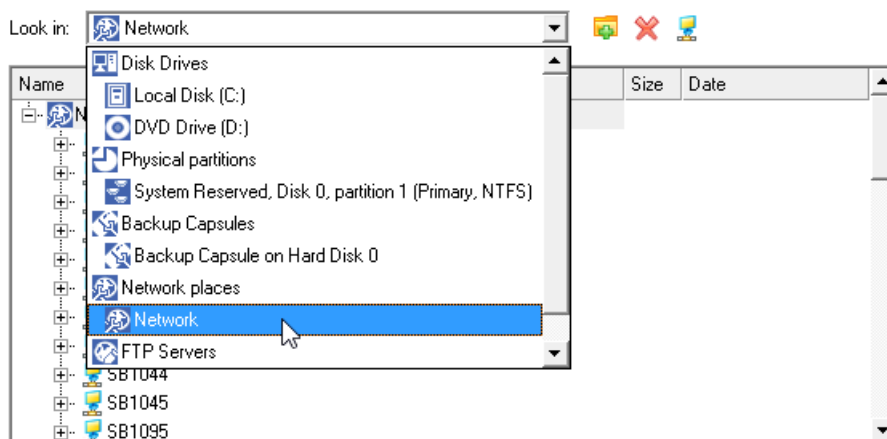 Look in: Network
Disk Drives
Name Size Date
Local Disk (C:)
DVD Drive (D:)
Physical partitions
System Reserved, Disk 0, partition 1 (Primary, NTFS)
Backup Capsules
Backup Capsule on Hard Disk 0
Network places
Network
FTP Servers
SB1044
SB1045
SB1095